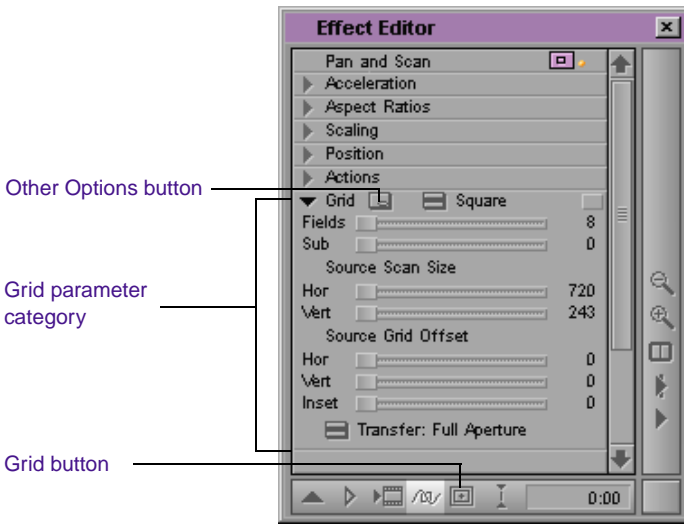 Effect Editor
Pan and Scan
Acceleration
Aspect Ratios
Scaling
Position
Actions
Other Options button
Grid Square
Fields 8
Sub 0
Source Scan Size
Grid parameter
category
Hor 720
Vert 243
Source Grid Offset
Hor 0
Vert 0
Inset 0
Transfer: Full Aperture
Grid button
0:00